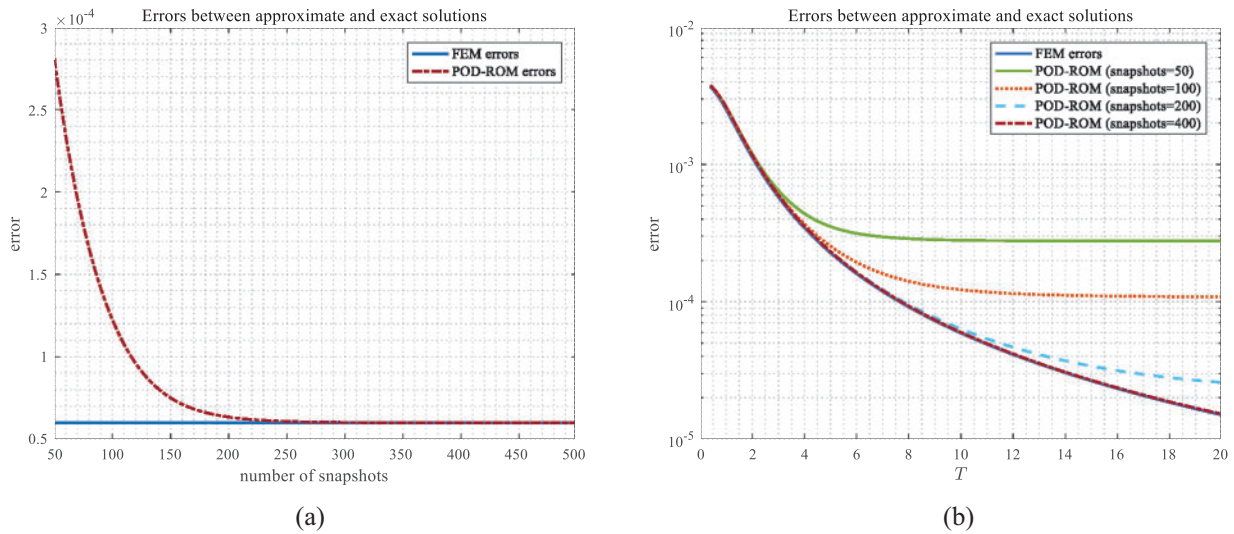 Errors between approximate and exact solutions
×10⁻⁴
3
2.5
2
1.5
1
0.5
error
50 100 150 200 250 300 350 400 450 500
number of snapshots
FEM errors
POD-ROM errors
(a)
Errors between approximate and exact solutions
10⁻²
10⁻³
10⁻⁴
10⁻⁵
error
0 2 4 6 8 10 12 14 16 18 20
T
FEM errors
POD-ROM (snapshots=50)
POD-ROM (snapshots=100)
POD-ROM (snapshots=200)
POD-ROM (snapshots=400)
(b)